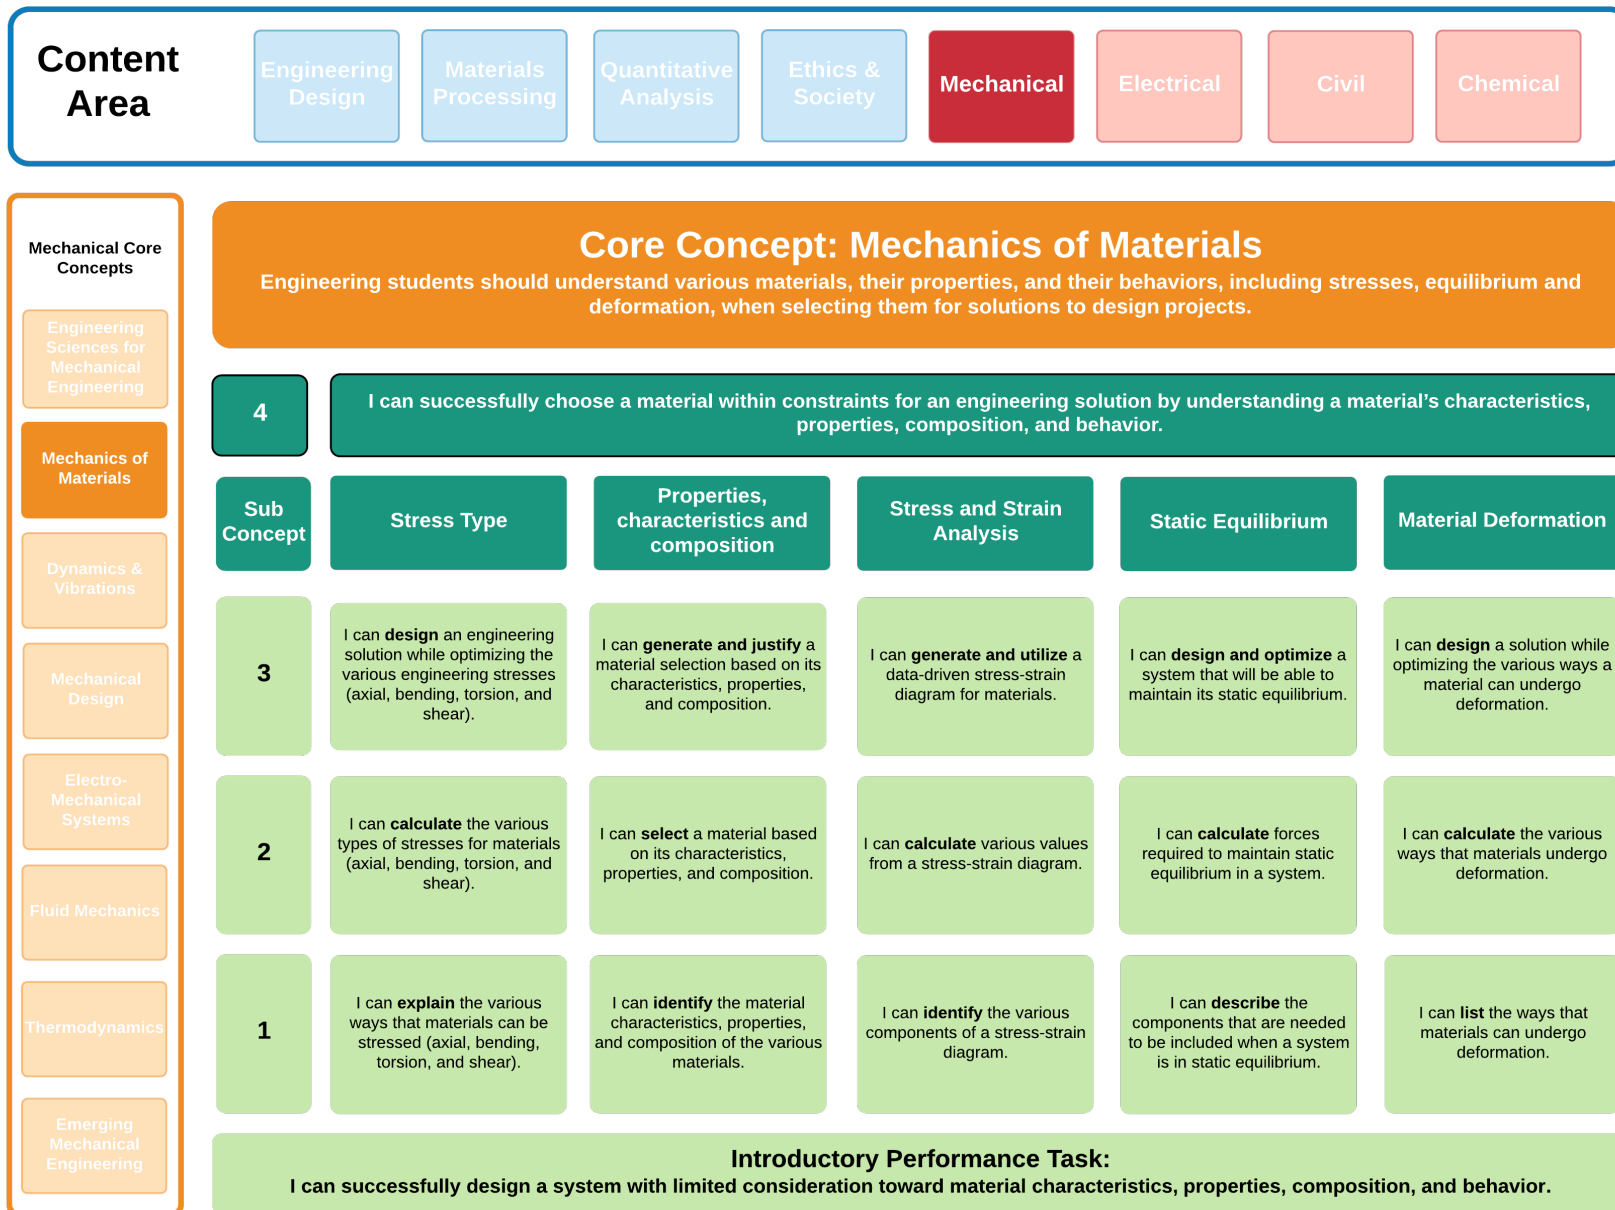 Content
Area
Engineering
Design
Materials
Processing
Quantitative
Analysis
Ethics &
Society
Mechanical
Electrical
Civil
Chemical
Mechanical Core
Concepts
Engineering
Sciences for
Mechanical
Engineering
Mechanics of
Materials
Dynamics &
Vibrations
Mechanical
Design
Electro-
Mechanical
Systems
Fluid Mechanics
Thermodynamics
Emerging
Mechanical
Engineering
Core Concept: Mechanics of Materials
Engineering students should understand various materials, their properties, and their behaviors, including stresses, equilibrium and
deformation, when selecting them for solutions to design projects.
4
I can successfully choose a material within constraints for an engineering solution by understanding a material’s characteristics,
properties, composition, and behavior.
Sub
Concept
Stress Type
Properties,
characteristics and
composition
Stress and Strain
Analysis
Static Equilibrium
Material Deformation
3
I can design an engineering
solution while optimizing the
various engineering stresses
(axial, bending, torsion, and
shear).
I can generate and justify a
material selection based on its
characteristics, properties,
and composition.
I can generate and utilize a
data-driven stress-strain
diagram for materials.
I can design and optimize a
system that will be able to
maintain its static equilibrium.
I can design a solution while
optimizing the various ways a
material can undergo
deformation.
2
I can calculate the various
types of stresses for materials
(axial, bending, torsion, and
shear).
I can select a material based
on its characteristics,
properties, and composition.
I can calculate various values
from a stress-strain diagram.
I can calculate forces
required to maintain static
equilibrium in a system.
I can calculate the various
ways that materials undergo
deformation.
1
I can explain the various
ways that materials can be
stressed (axial, bending,
torsion, and shear).
I can identify the material
characteristics, properties,
and composition of the various
materials.
I can identify the various
components of a stress-strain
diagram.
I can describe the
components that are needed
to be included when a system
is in static equilibrium.
I can list the ways that
materials can undergo
deformation.
Introductory Performance Task:
I can successfully design a system with limited consideration toward material characteristics, properties, composition, and behavior.